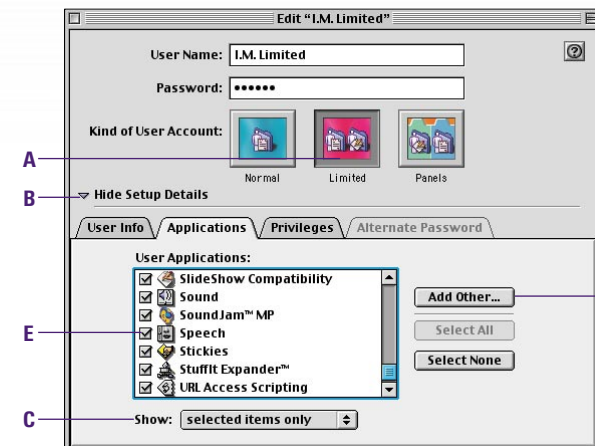 Edit “I.M. Limited”
User Name: I.M. Limited
Password: ••••••
Kind of User Account:
A
Normal Limited Panels
B
Hide Setup Details
User Info Applications Privileges Alternate Password
User Applications:
SlideShow Compatibility
Sound
SoundJam™ MP
Add Other...
E
Speech
Select All
Stickies
StuffIt Expander™
Select None
URL Access Scripting
C
Show: selected items only